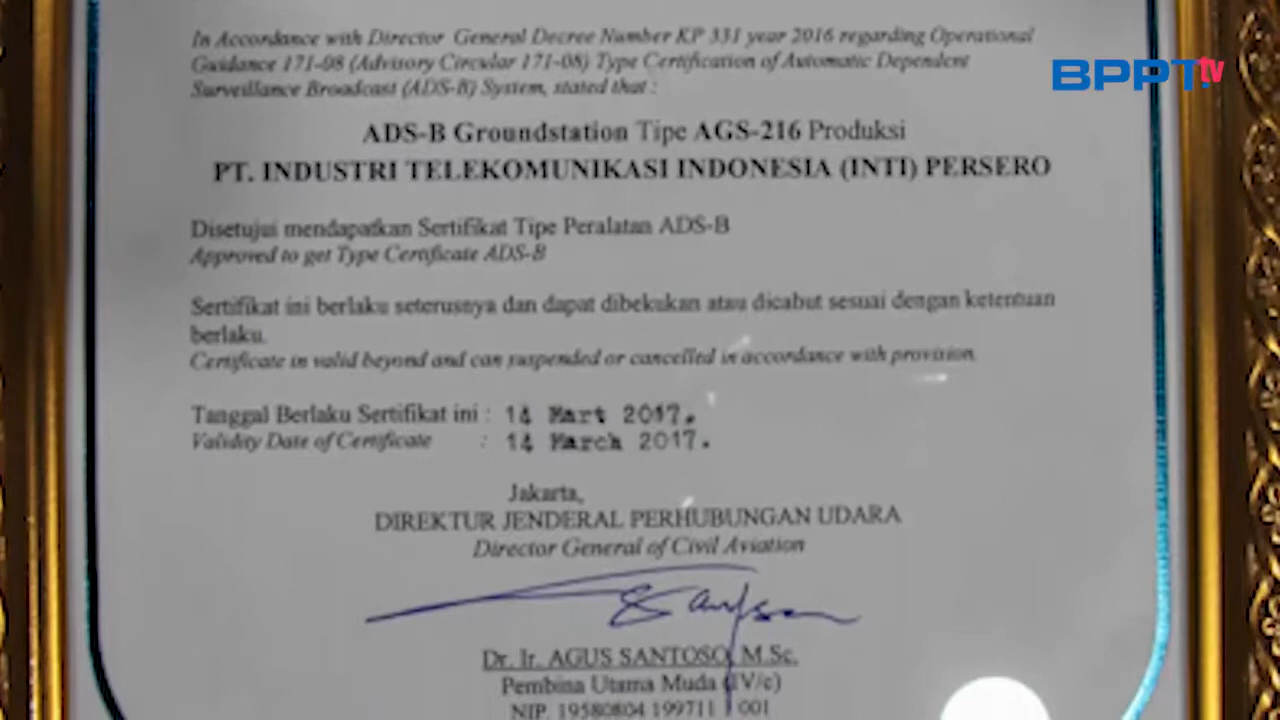 In Accordance with Director General Decree Number KP 331 year 2016 regarding Operational
Guidance 171-08 (Advisory Circular 171-08) Type Certification of Automatic Dependent
Surveillance Broadcast (ADS-B) System, stated that :
BPPT TV
ADS-B Groundstation Tipe AGS-216 Produksi
PT. INDUSTRI TELEKOMUNIKASI INDONESIA (INTI) PERSERO
Disetujui mendapatkan Sertifikat Tipe Peralatan ADS-B
Approved to get Type Certificate ADS-B
Sertifikat ini berlaku seterusnya dan dapat dibekukan atau dicabut sesuai dengan ketentuan
berlaku.
Certificate in valid beyond and can suspended or cancelled in accordance with provision.
Tanggal Berlaku Sertifikat ini : 14 Mart 2017.
Validity Date of Certificate : 14 March 2017.
Jakarta,
DIREKTUR JENDERAL PERHUBUNGAN UDARA
Director General of Civil Aviation
Dr. Ir. AGUS SANTOSO, M.Sc.
Pembina Utama Muda (IV/c)
NIP. 19580804 199711 1 001